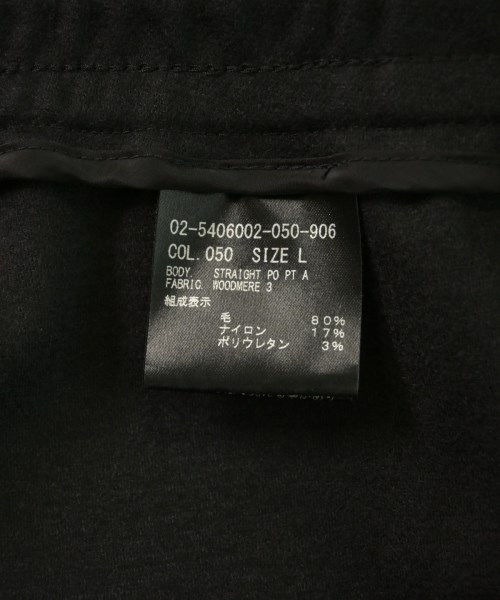 02-5406002-050-906
COL. 050 SIZE L
BODY. STRAIGHT PO PT A
FABRIC. WOODMERE 3
組成表示
毛 80%
ナイロン 17%
ポリウレタン 3%